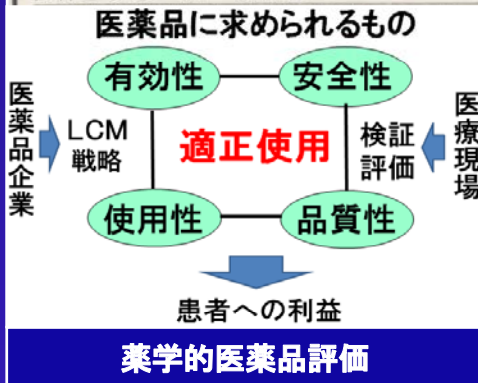 医薬品に求められるもの
有効性
安全性
医薬品企業
LCM
戦略
適正使用
検証
評価
医療現場
使用性
品質性
患者への利益
薬学的医薬品評価